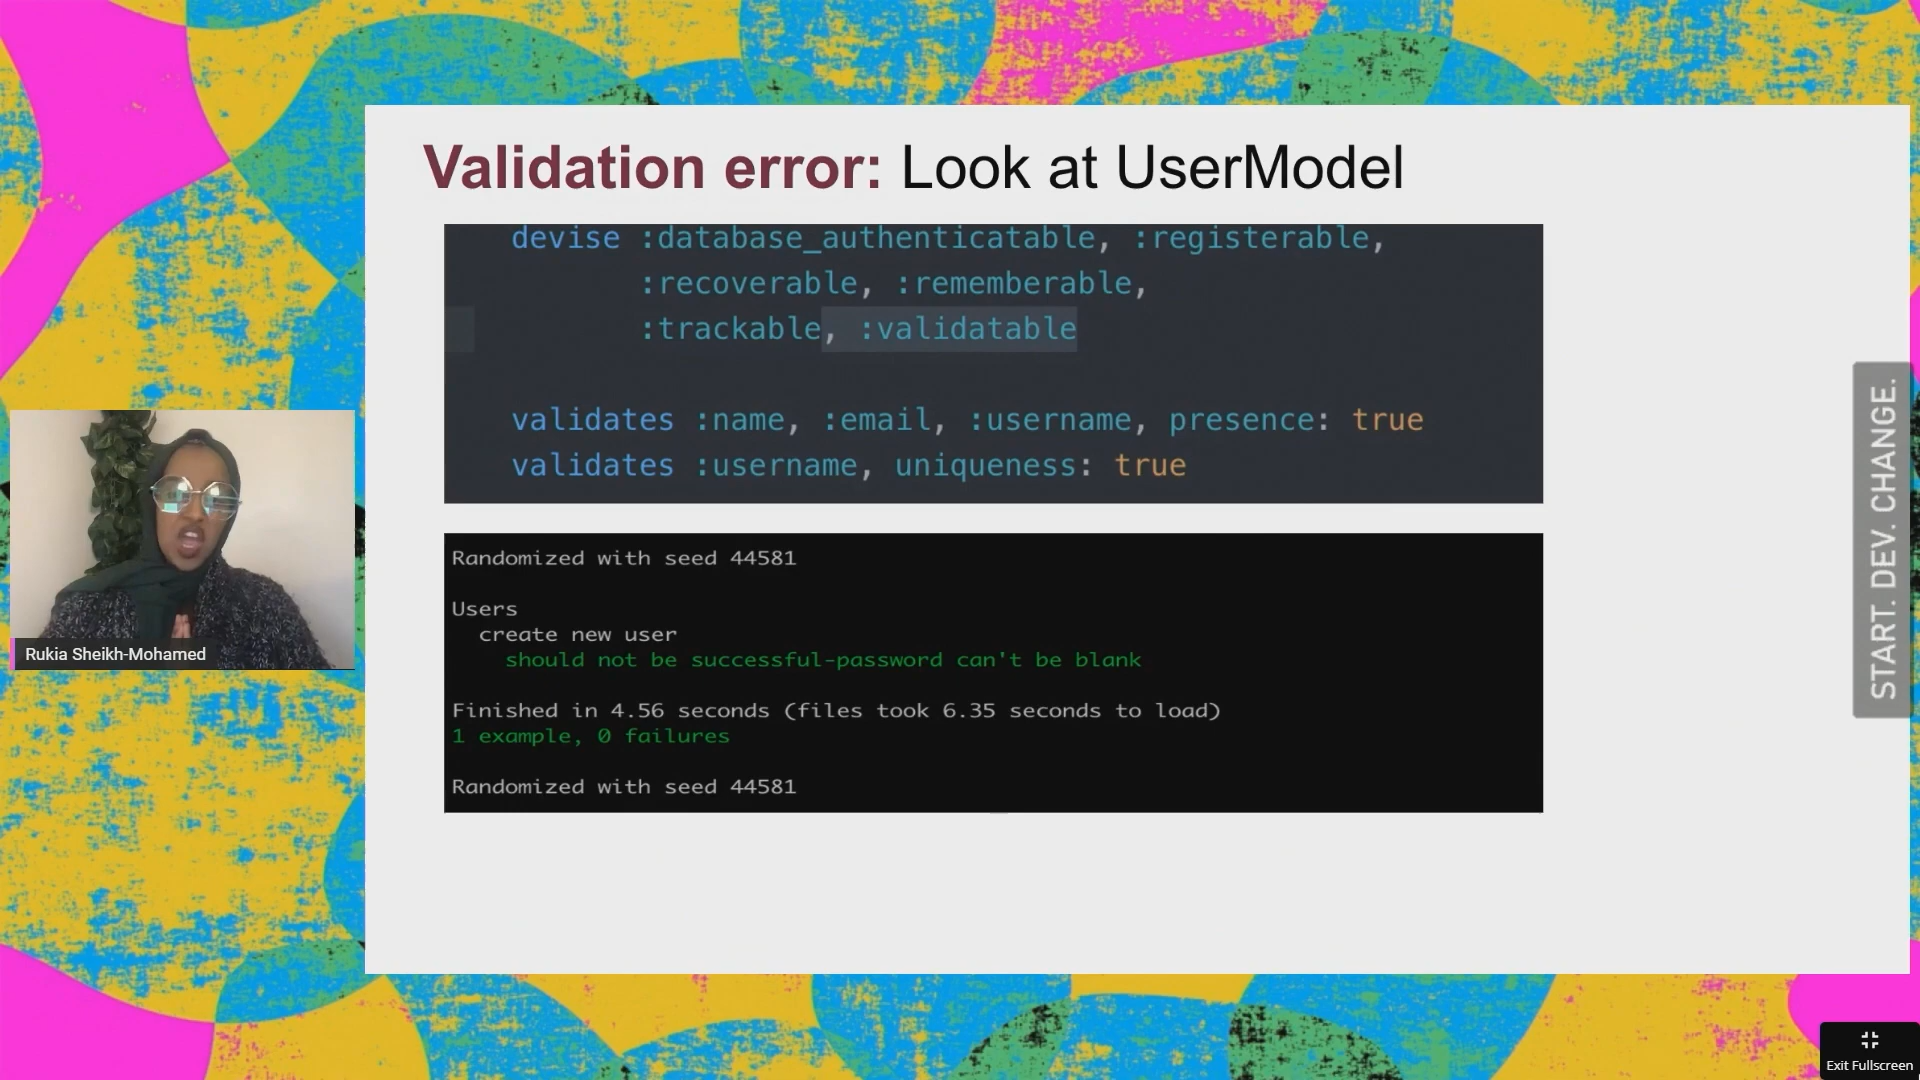 Validation error: Look at UserModel
devise :database_authenticatable, :registerable,
:recoverable, :rememberable,
:trackable, :validatable
validates :name, :email, :username, presence: true
validates :username, uniqueness: true
Randomized with seed 44581
Users
create new user
should not be successful-password can't be blank
Finished in 4.56 seconds (files took 6.35 seconds to load)
1 example, 0 failures
Randomized with seed 44581
Rukia Sheikh-Mohamed
START. DEV. CHANGE.
Exit Fullscreen